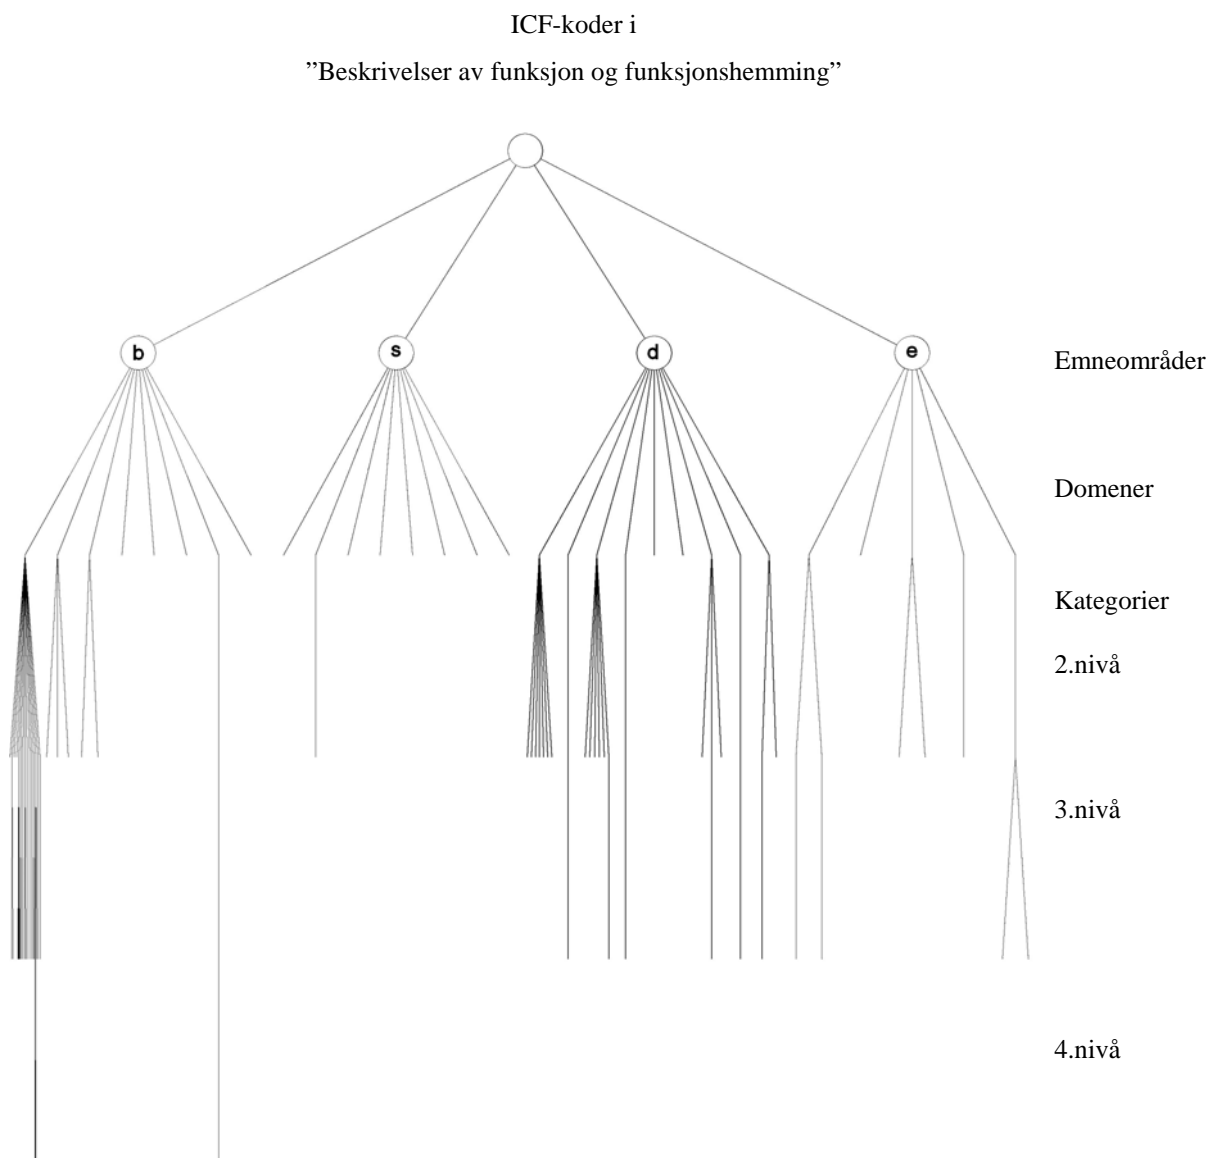 ICF-koder i
”Beskrivelser av funksjon og funksjonshemming”
b s d e
Emneområder
Domener
Kategorier
2.nivå
3.nivå
4.nivå